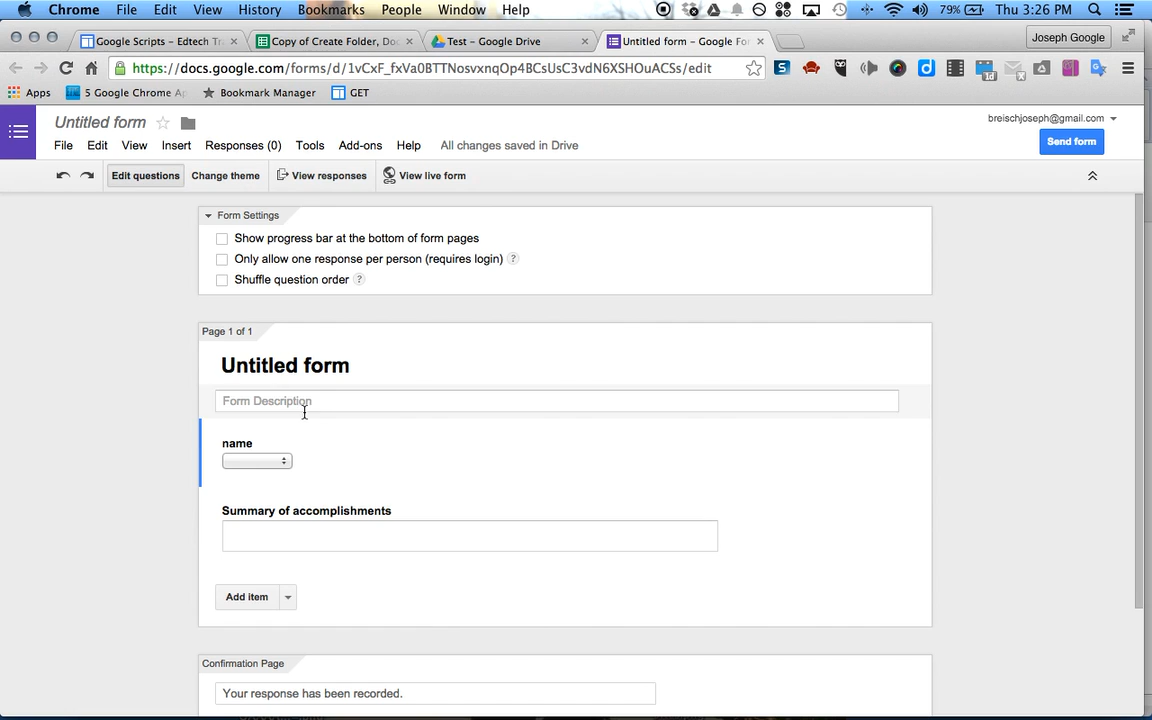 Chrome File Edit View History Bookmarks People Window Help 79% Thu 3:26 PM
Google Scripts – Edtech Tr Copy of Create Folder, Doc Test – Google Drive Untitled form – Google For Joseph Google
https://docs.google.com/forms/d/1vCxF_fxVa0BTTNosvxnqOp4BCsUsC3vdN6XSHOuACSs/edit
Apps 5 Google Chrome Ap Bookmark Manager GET
Untitled form breischjoseph@gmail.com
File Edit View Insert Responses (0) Tools Add-ons Help All changes saved in Drive Send form
Edit questions Change theme View responses View live form
Form Settings
Show progress bar at the bottom of form pages
Only allow one response per person (requires login) ?
Shuffle question order ?
Page 1 of 1
Untitled form
Form Description
name
Summary of accomplishments
Add item
Confirmation Page
Your response has been recorded.